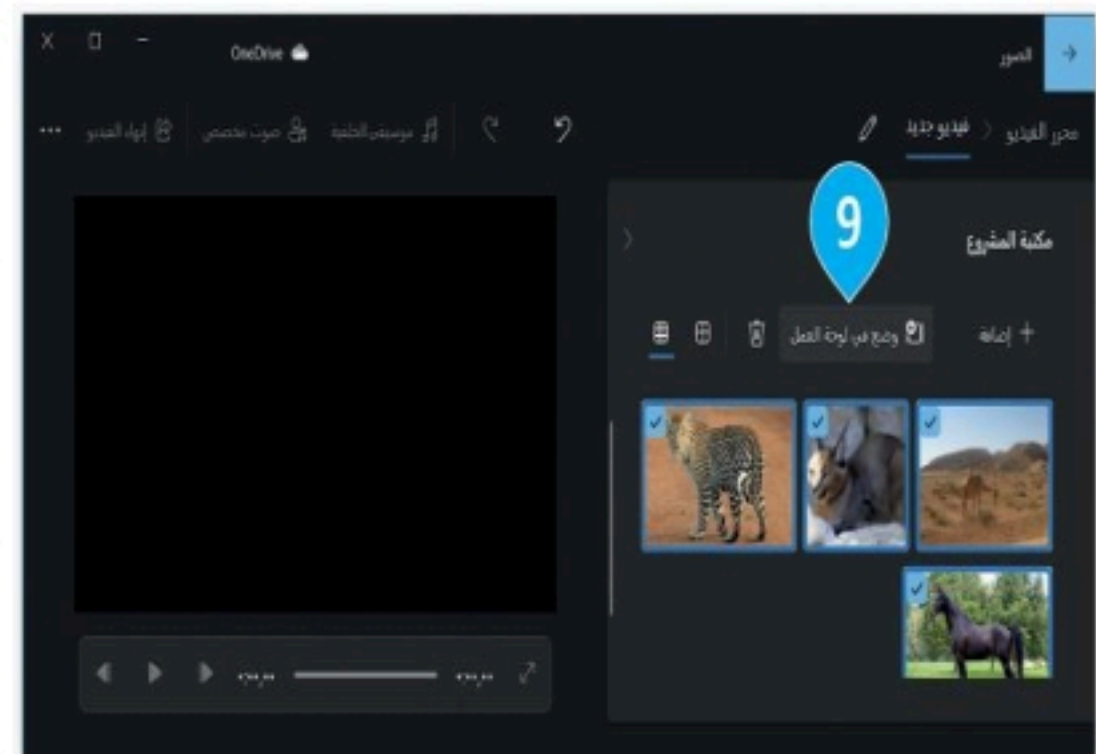 الصور
OneDrive
محرر الفيديو
فيديو جديد
موسيقى الخلفية
صوت مخصص
إنهاء الفيديو
9
مكتبة المشروع
+ إضافة
وضع في لوحة العمل